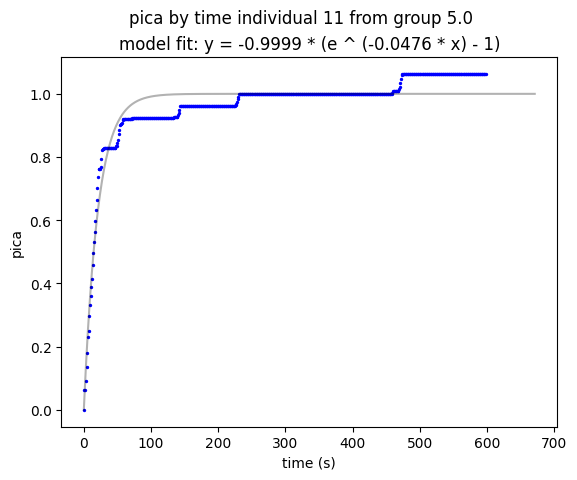 pica by time individual 11 from group 5.0
model fit: y = -0.9999 * (e ^ (-0.0476 * x) - 1)
1.0
0.8
0.6
0.4
0.2
0.0
pica
0 100 200 300 400 500 600 700
time (s)